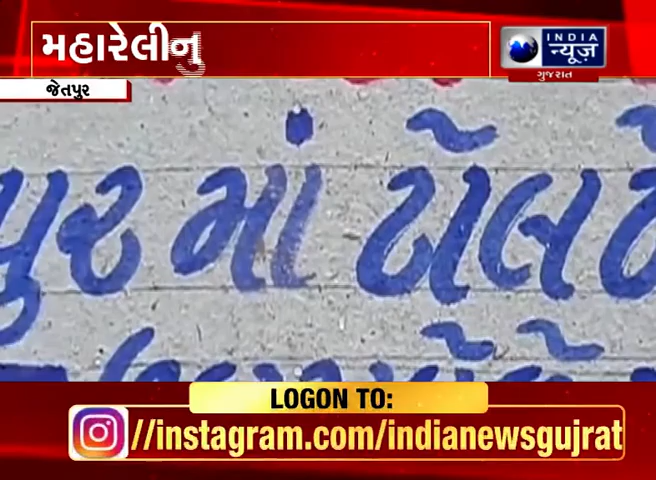 મહારેલીનુ
INDIA
ન્યૂઝ
ગુજરાત
જેતપુર
પુર માં
LOGON TO:
//instagram.com/indianewsgujrat